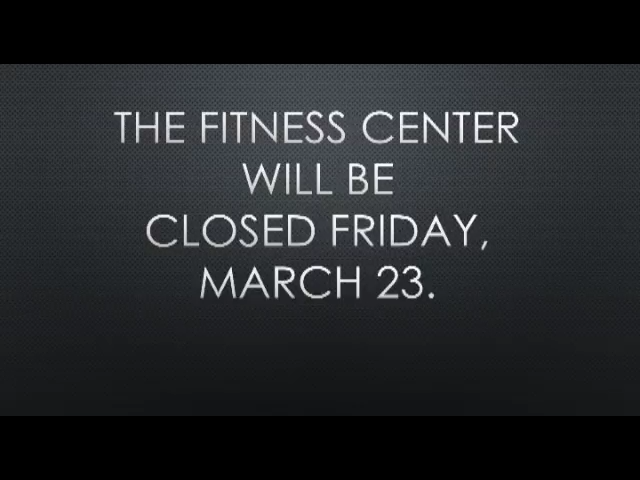 THE FITNESS CENTER
WILL BE
CLOSED FRIDAY,
MARCH 23.